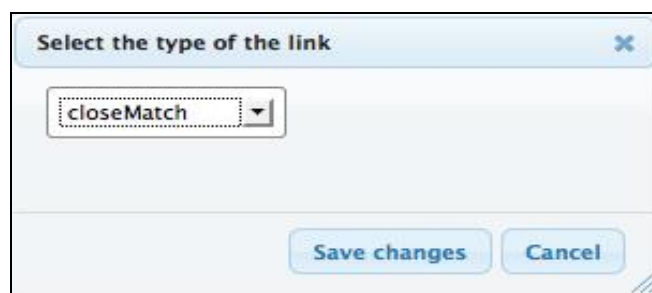 Select the type of the link
closeMatch
Save changes
Cancel